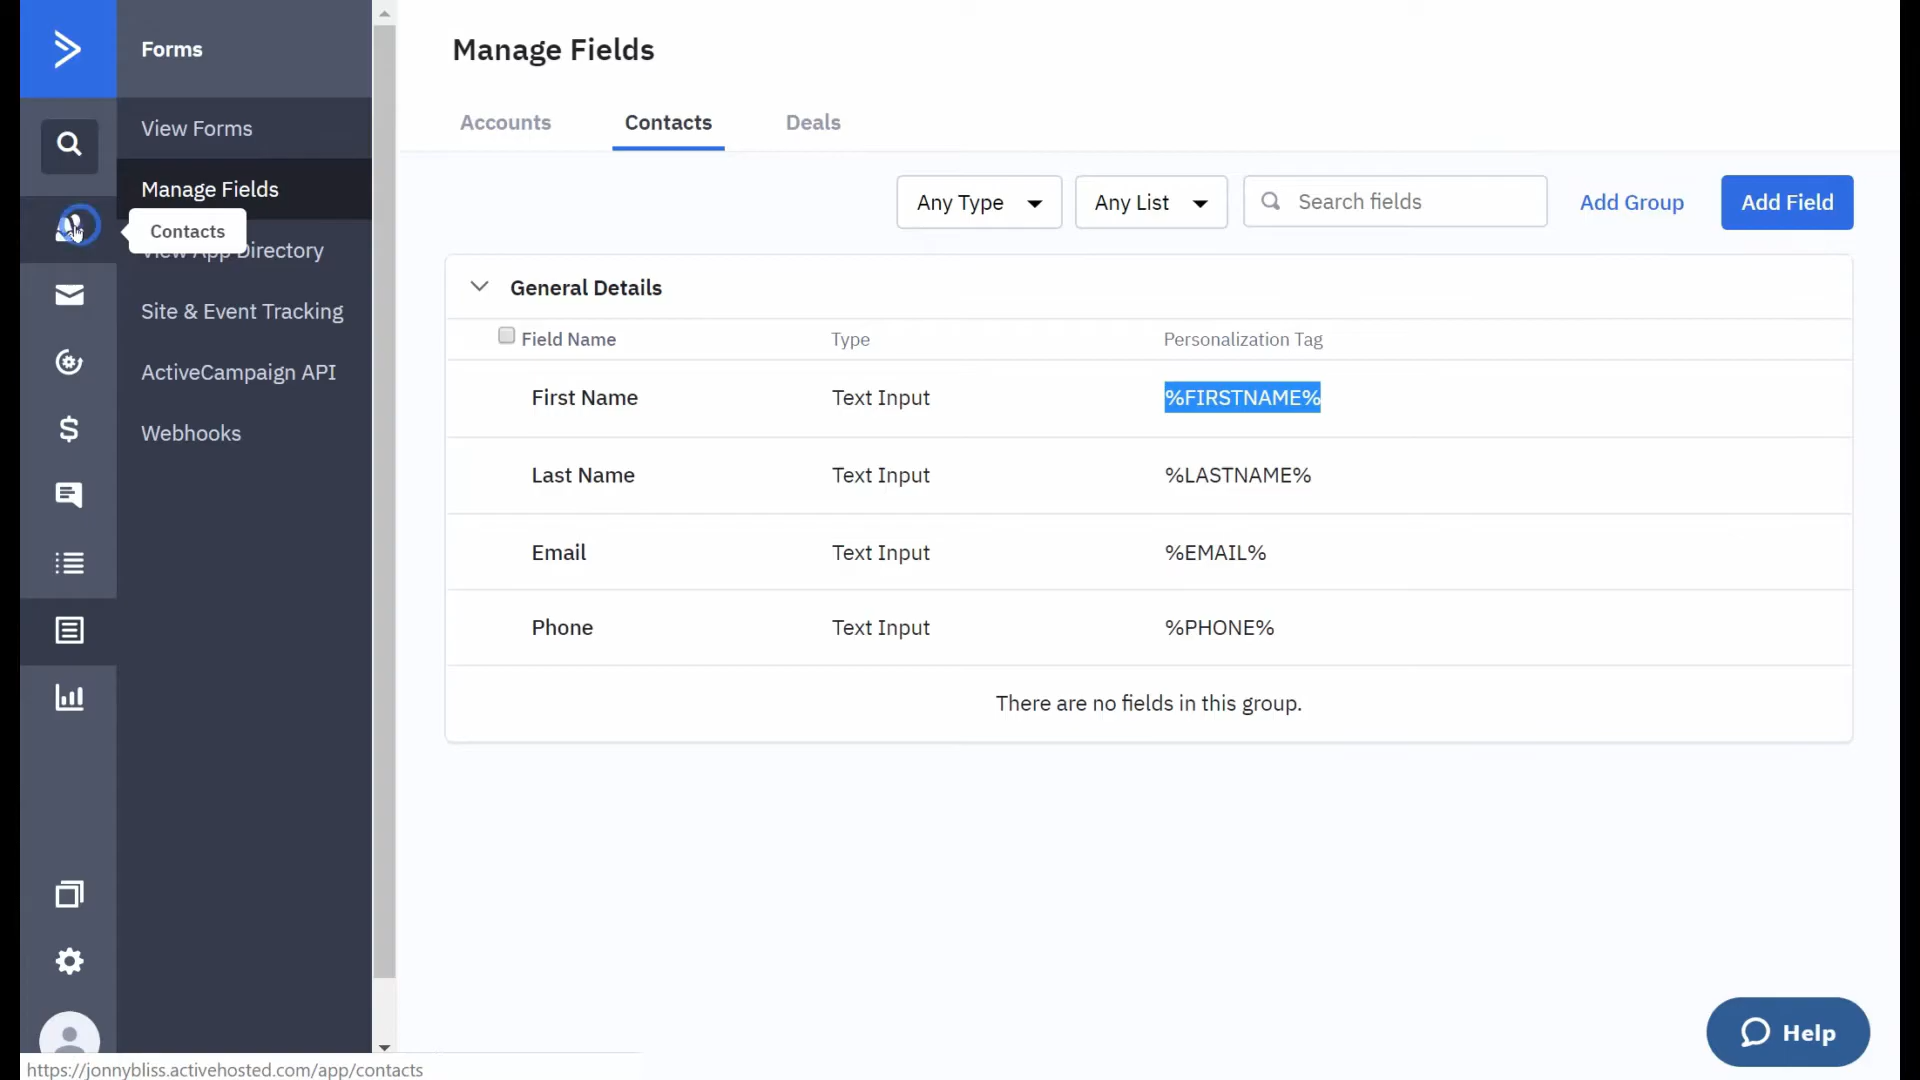 Forms
View Forms
Manage Fields
Contacts
View App Directory
Site & Event Tracking
ActiveCampaign API
Webhooks
Manage Fields
Accounts
Contacts
Deals
Any Type
Any List
Search fields
Add Group
Add Field
General Details
Field Name Type Personalization Tag
First Name Text Input %FIRSTNAME%
Last Name Text Input %LASTNAME%
Email Text Input %EMAIL%
Phone Text Input %PHONE%
There are no fields in this group.
Help
https://jonnybliss.activehosted.com/app/contacts